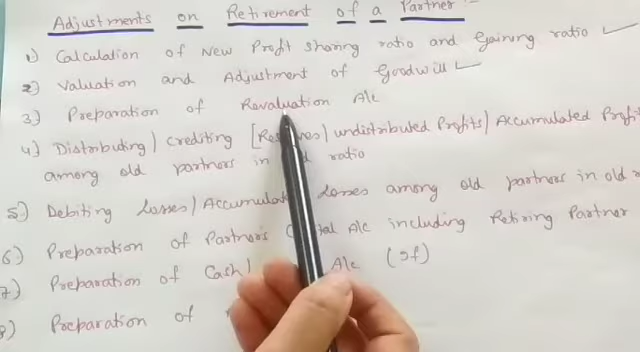 Adjustments on Retirement of a Partner :-
1) Calculation of New Profit sharing ratio and Gaining ratio
2) Valuation and Adjustment of Goodwill
3) Preparation of Revaluation A/c
4) Distributing / Crediting [ undistributed Profits / Accumulated
among old partners in ratio
5) Debiting Losses / Losses among old partners in old
6) Preparation of Partner's A/c including Retiring Partner
7) Preparation of Cash / A/c (If)
8) Preparation of